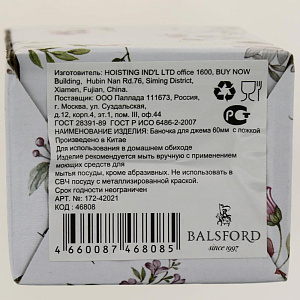 Изготовитель: HOISTING IND'L LTD office 1600, BUY NOW
Building, Hubin Nan Rd.76, Siming District,
Xiamen, Fujian, China.
Поставщик: ООО Паллада 111673, Россия,
г. Москва, ул. Суздальская,
д.12, корп.4, эт.1, пом. 1, оф. 1.
ГОСТ 28391-89 ГОСТ Р ИСО 6486-2-2007
НАИМЕНОВАНИЕ ИЗДЕЛИЯ: Баночка для джема 60мм с ложкой
Произведено в Китае
Для использования в домашнем обиходе
Изделие рекомендуется мыть вручную с применением
моющих средств для
мытья посуды, кроме абразивных. Не использовать в
СВЧ посуду с металлизированной краской.
Срок годности неограничен
АРТ. №: 172-42021
КОД : 46808
4 660087 468085
BALSFORD
since 1997